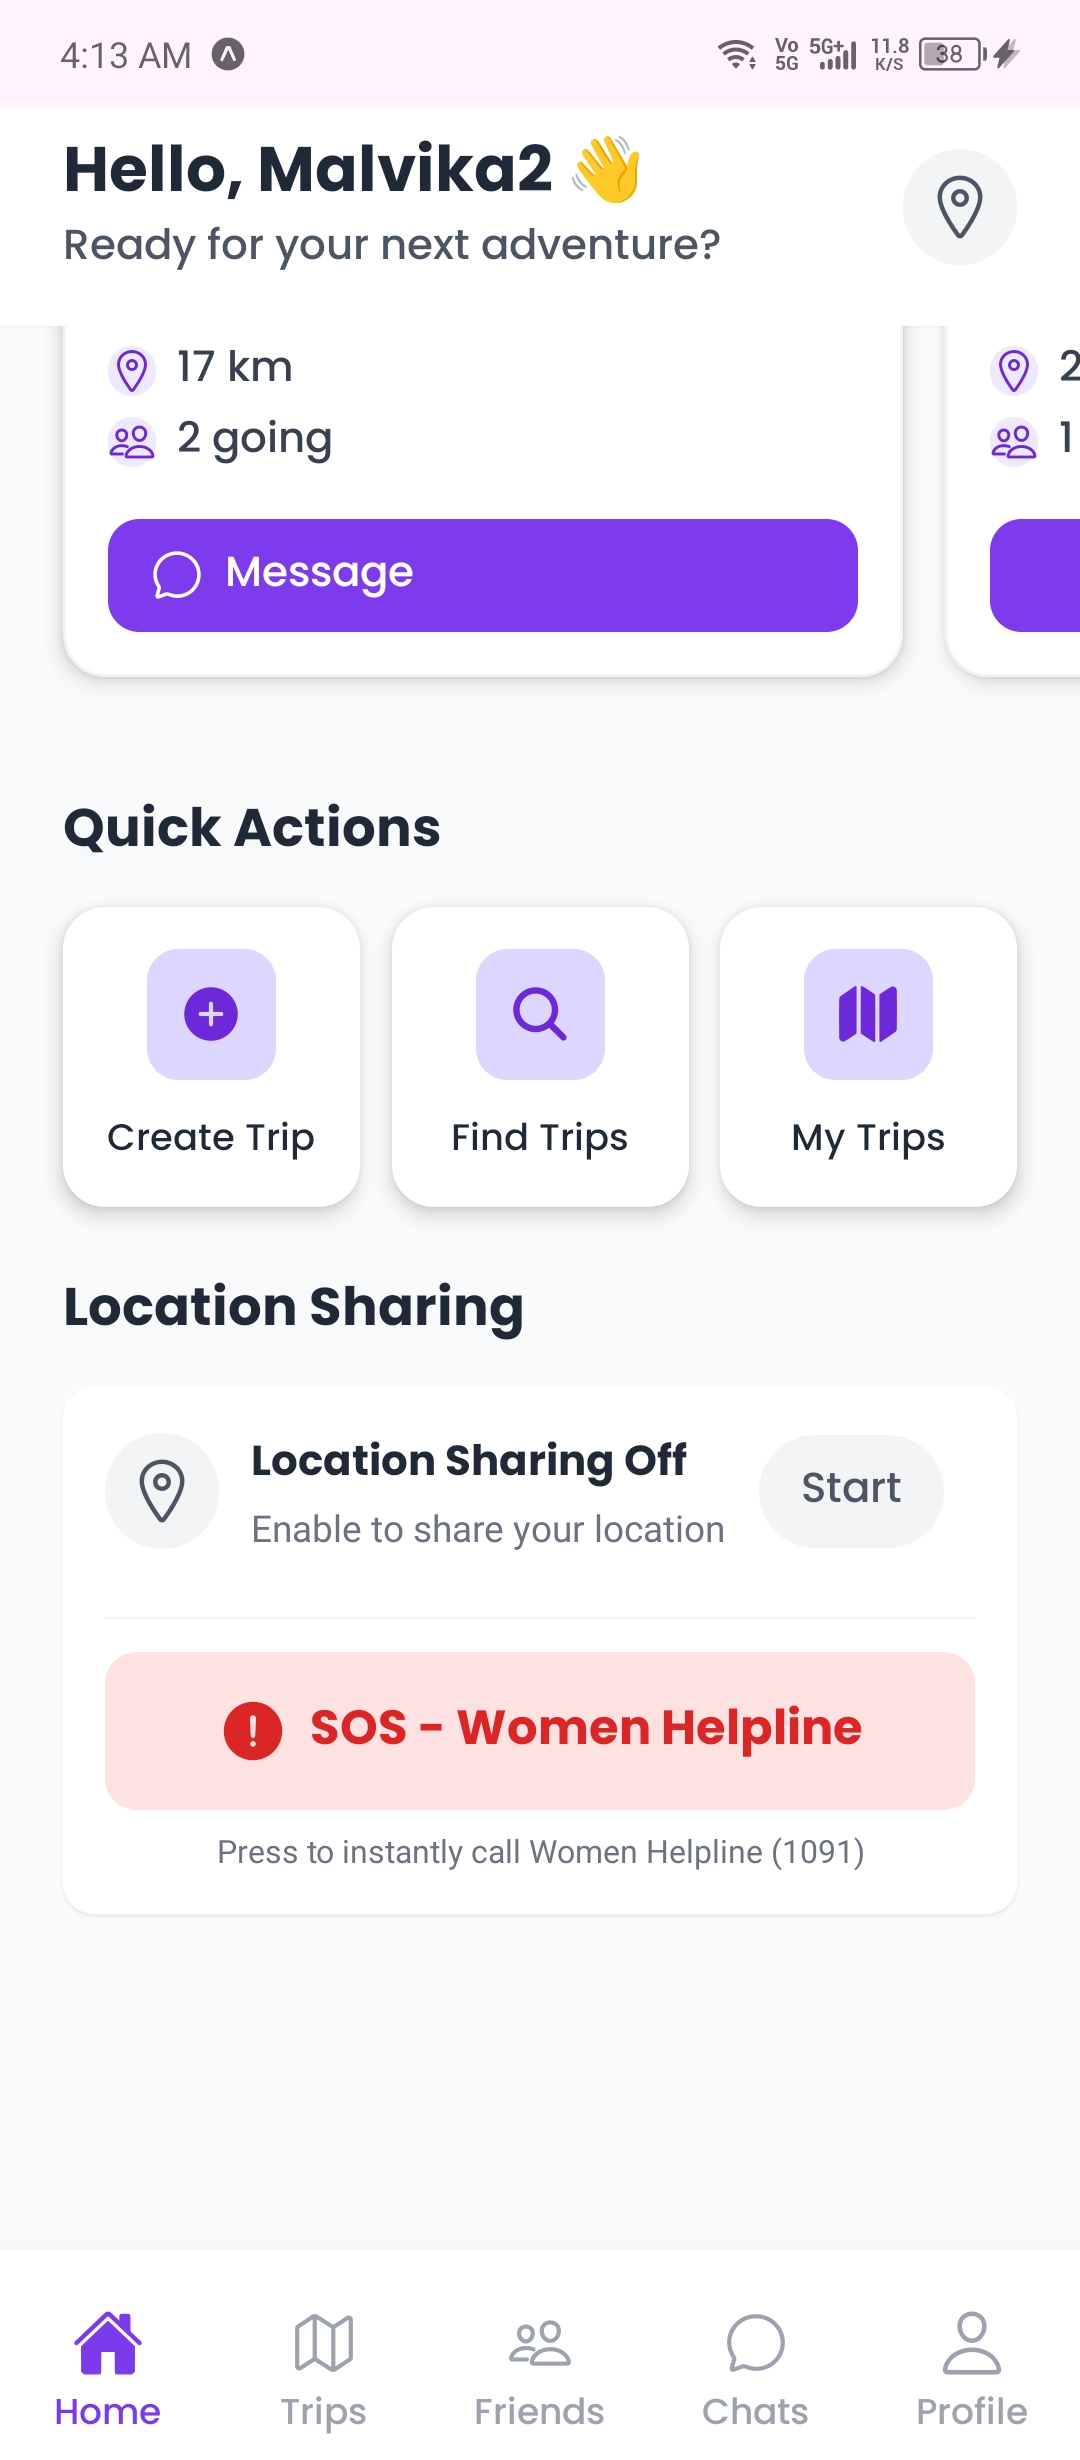 4:13 AM
Vo 5G 5G+ 11.8 K/S 38
Hello, Malvika2 👋
Ready for your next adventure?
17 km
2
2 going
1
Message
Quick Actions
Create Trip
Find Trips
My Trips
Location Sharing
Location Sharing Off
Enable to share your location
Start
SOS - Women Helpline
Press to instantly call Women Helpline (1091)
Home
Trips
Friends
Chats
Profile